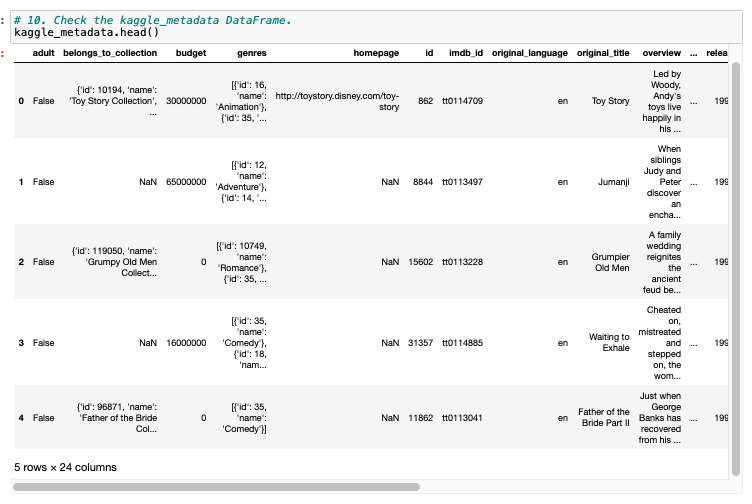 # 10. Check the kaggle_metadata DataFrame.
kaggle_metadata.head()
adult belongs_to_collection budget genres homepage id imdb_id original_language original_title overview ... relea
0 False {'id': 10194, 'name': 'Toy Story Collection', ... 30000000 [{'id': 16, 'name': 'Animation'}, {'id': 35, '... http://toystory.disney.com/toy-story 862 tt0114709 en Toy Story Led by Woody, Andy's toys live happily in his ... ... 199
1 False NaN 65000000 [{'id': 12, 'name': 'Adventure'}, {'id': 14, '... NaN 8844 tt0113497 en Jumanji When siblings Judy and Peter discover an encha... ... 199
2 False {'id': 119050, 'name': 'Grumpy Old Men Collect... 0 [{'id': 10749, 'name': 'Romance'}, {'id': 35, ... NaN 15602 tt0113228 en Grumpier Old Men A family wedding reignites the ancient feud be... ... 199
3 False NaN 16000000 [{'id': 35, 'name': 'Comedy'}, {'id': 18, 'nam... NaN 31357 tt0114885 en Waiting to Exhale Cheated on, mistreated and stepped on, the wom... ... 199
4 False {'id': 96871, 'name': 'Father of the Bride Col... 0 [{'id': 35, 'name': 'Comedy'}] NaN 11862 tt0113041 en Father of the Bride Part II Just when George Banks has recovered from his ... ... 199
5 rows × 24 columns